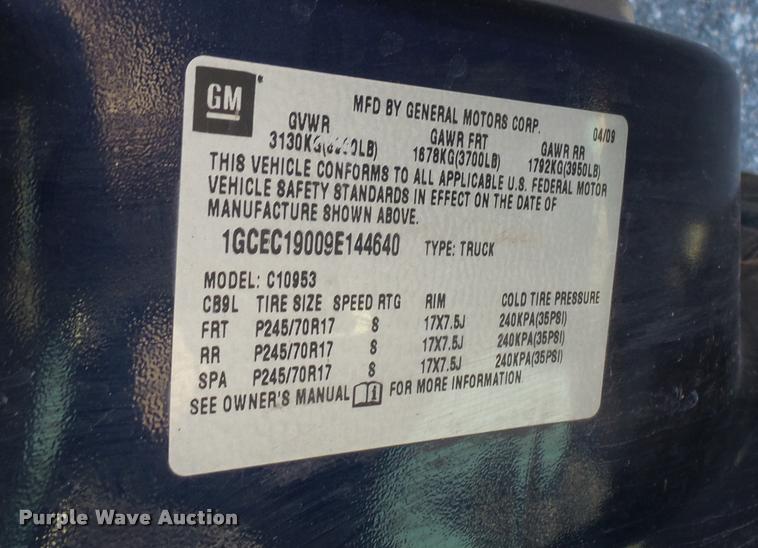 GM
MFD BY GENERAL MOTORS CORP. 04/09
GVWR GAWR FRT GAWR RR
3130KG( LB) 1678KG(3700LB) 1792KG(3950LB)
THIS VEHICLE CONFORMS TO ALL APPLICABLE U.S. FEDERAL MOTOR
VEHICLE SAFETY STANDARDS IN EFFECT ON THE DATE OF
MANUFACTURE SHOWN ABOVE.
1GCEC19009E144640 TYPE: TRUCK
MODEL: C10953
CB9L TIRE SIZE SPEED RTG RIM COLD TIRE PRESSURE
FRT P245/70R17 S 17X7.5J 240KPA(35PSI)
RR P245/70R17 S 17X7.5J 240KPA(35PSI)
SPA P245/70R17 S 17X7.5J 240KPA(35PSI)
SEE OWNER'S MANUAL i FOR MORE INFORMATION
Purple Wave Auction